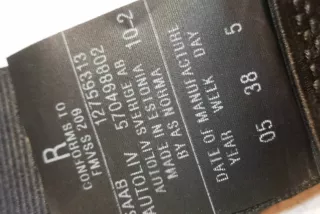 R
CONFORMS TO
FMVSS 209
SAAB 12756313
AUTOLIV 570498802
AUTOLIV SVERIGE AB 10-2
MADE IN ESTONIA
BY AS NORMA
DATE OF MANUFACTURE
YEAR WEEK DAY
05 38 5